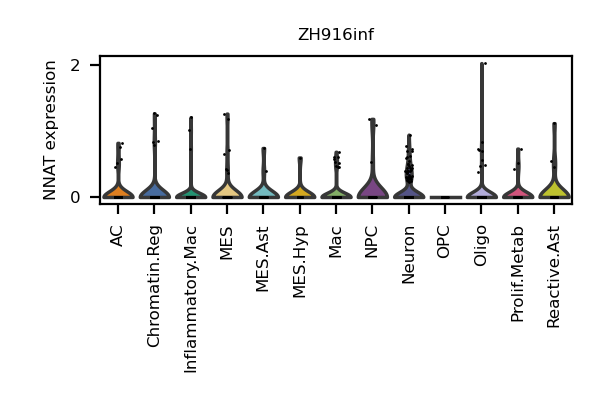 ZH916inf
NNAT expression
2
0
AC
Chromatin.Reg
Inflammatory.Mac
MES
MES.Ast
MES.Hyp
Mac
NPC
Neuron
OPC
Oligo
Prolif.Metab
Reactive.Ast